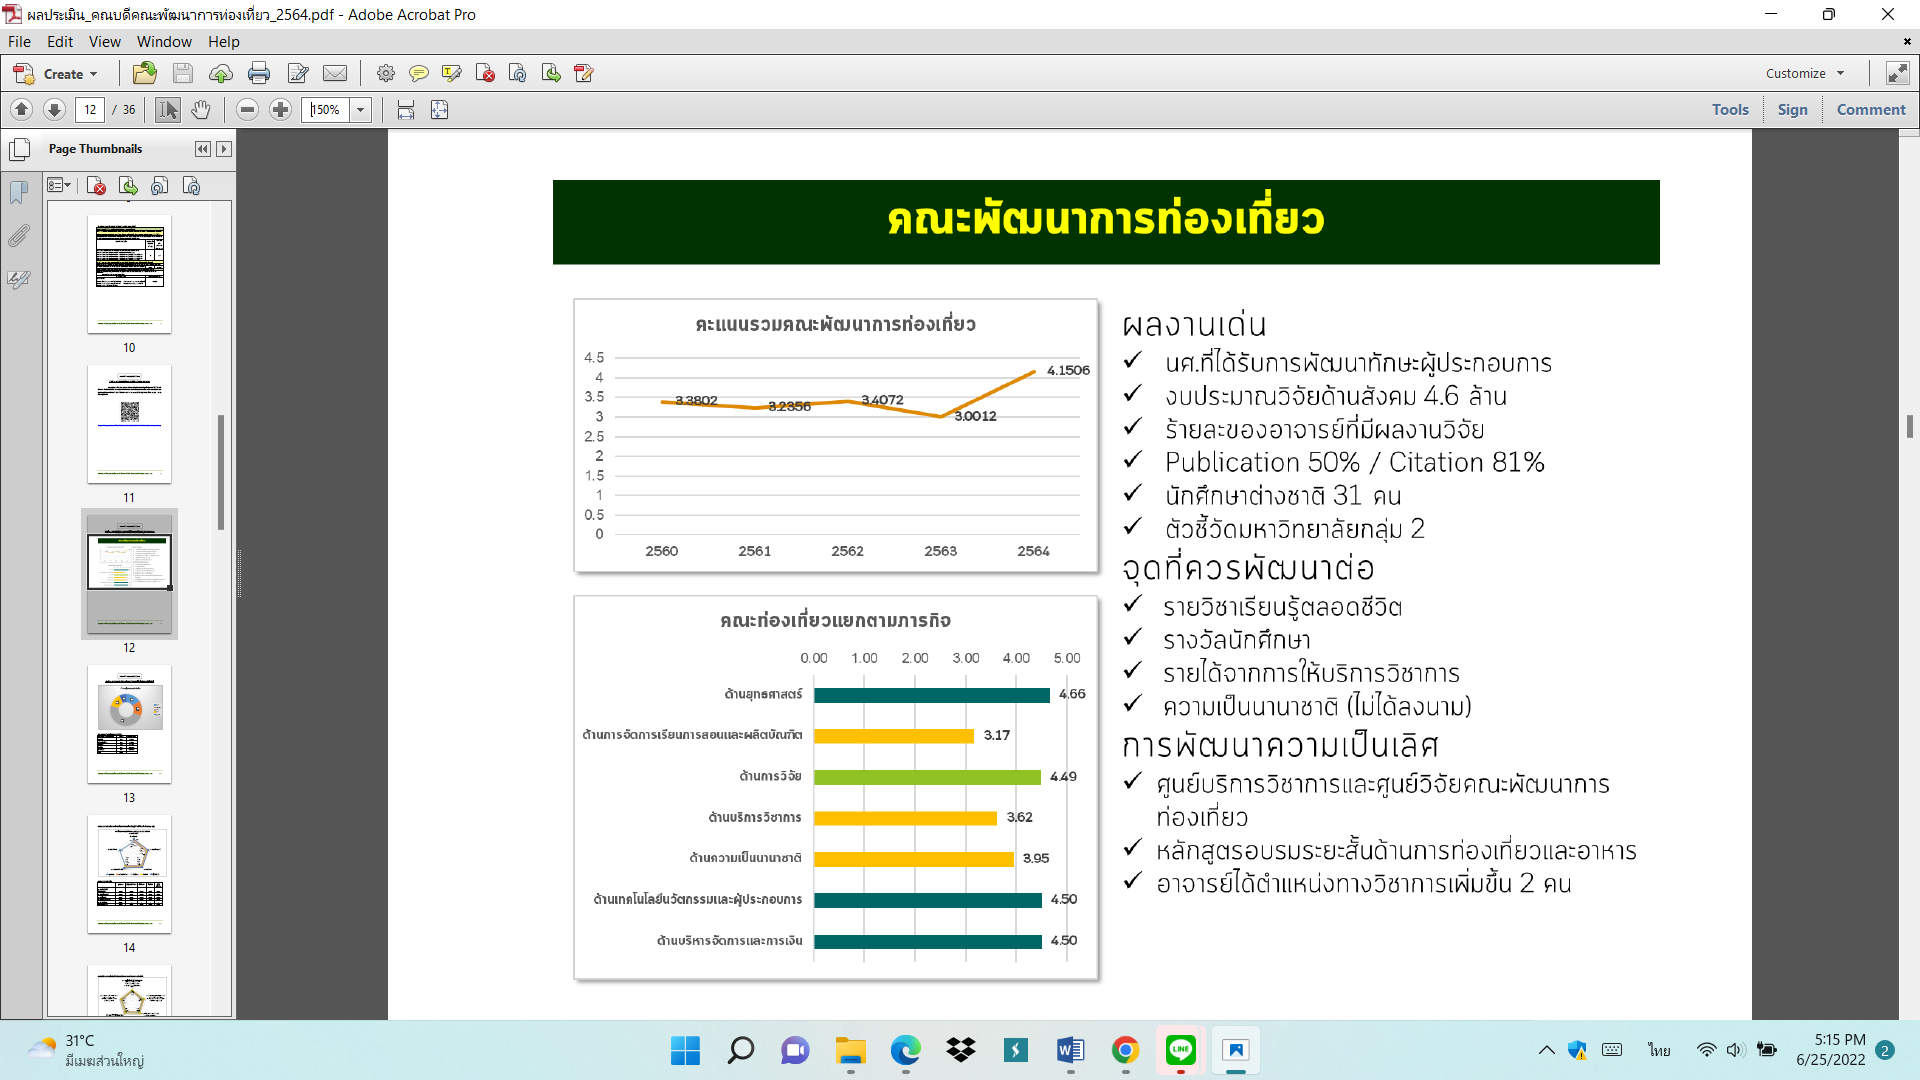 ผลประเมิน_คณบดีคณะพัฒนาการท่องเที่ยว_2564.pdf - Adobe Acrobat Pro
File Edit View Window Help
Create
Customize
12 / 36
150%
Tools Sign Comment
Page Thumbnails
10
11
12
13
14
คณะพัฒนาการท่องเที่ยว
คะแนนรวมคณะพัฒนาการท่องเที่ยว
4.5
4
3.5
3
2.5
2
1.5
1
0.5
0
3.3802
3.2356
3.4072
3.0012
4.1506
2560 2561 2562 2563 2564
คณะท่องเที่ยวแยกตามภารกิจ
0.00 1.00 2.00 3.00 4.00 5.00
ด้านยุทธศาสตร์ 4.66
ด้านการจัดการเรียนการสอนและผลิตบัณฑิต 3.17
ด้านการวิจัย 4.49
ด้านบริการวิชาการ 3.62
ด้านความเป็นนานาชาติ 3.95
ด้านเทคโนโลยีนวัตกรรมและผู้ประกอบการ 4.50
ด้านบริหารจัดการและการเงิน 4.50
ผลงานเด่น
✓ นศ.ที่ได้รับการพัฒนาทักษะผู้ประกอบการ
✓ งบประมาณวิจัยด้านสังคม 4.6 ล้าน
✓ ร้ายละของอาจารย์ที่มีผลงานวิจัย
✓ Publication 50% / Citation 81%
✓ นักศึกษาต่างชาติ 31 คน
✓ ตัวชี้วัดมหาวิทยาลัยกลุ่ม 2
จุดที่ควรพัฒนาต่อ
✓ รายวิชาเรียนรู้ตลอดชีวิต
✓ รางวัลนักศึกษา
✓ รายได้จากการให้บริการวิชาการ
✓ ความเป็นนานาชาติ (ไม่ได้ลงนาม)
การพัฒนาความเป็นเลิศ
✓ ศูนย์บริการวิชาการและศูนย์วิจัยคณะพัฒนาการ
ท่องเที่ยว
✓ หลักสูตรอบรมระยะสั้นด้านการท่องเที่ยวและอาหาร
✓ อาจารย์ได้ตำแหน่งทางวิชาการเพิ่มขึ้น 2 คน
31°C
มีเมฆส่วนใหญ่
LINE
ไทย
5:15 PM
6/25/2022
2